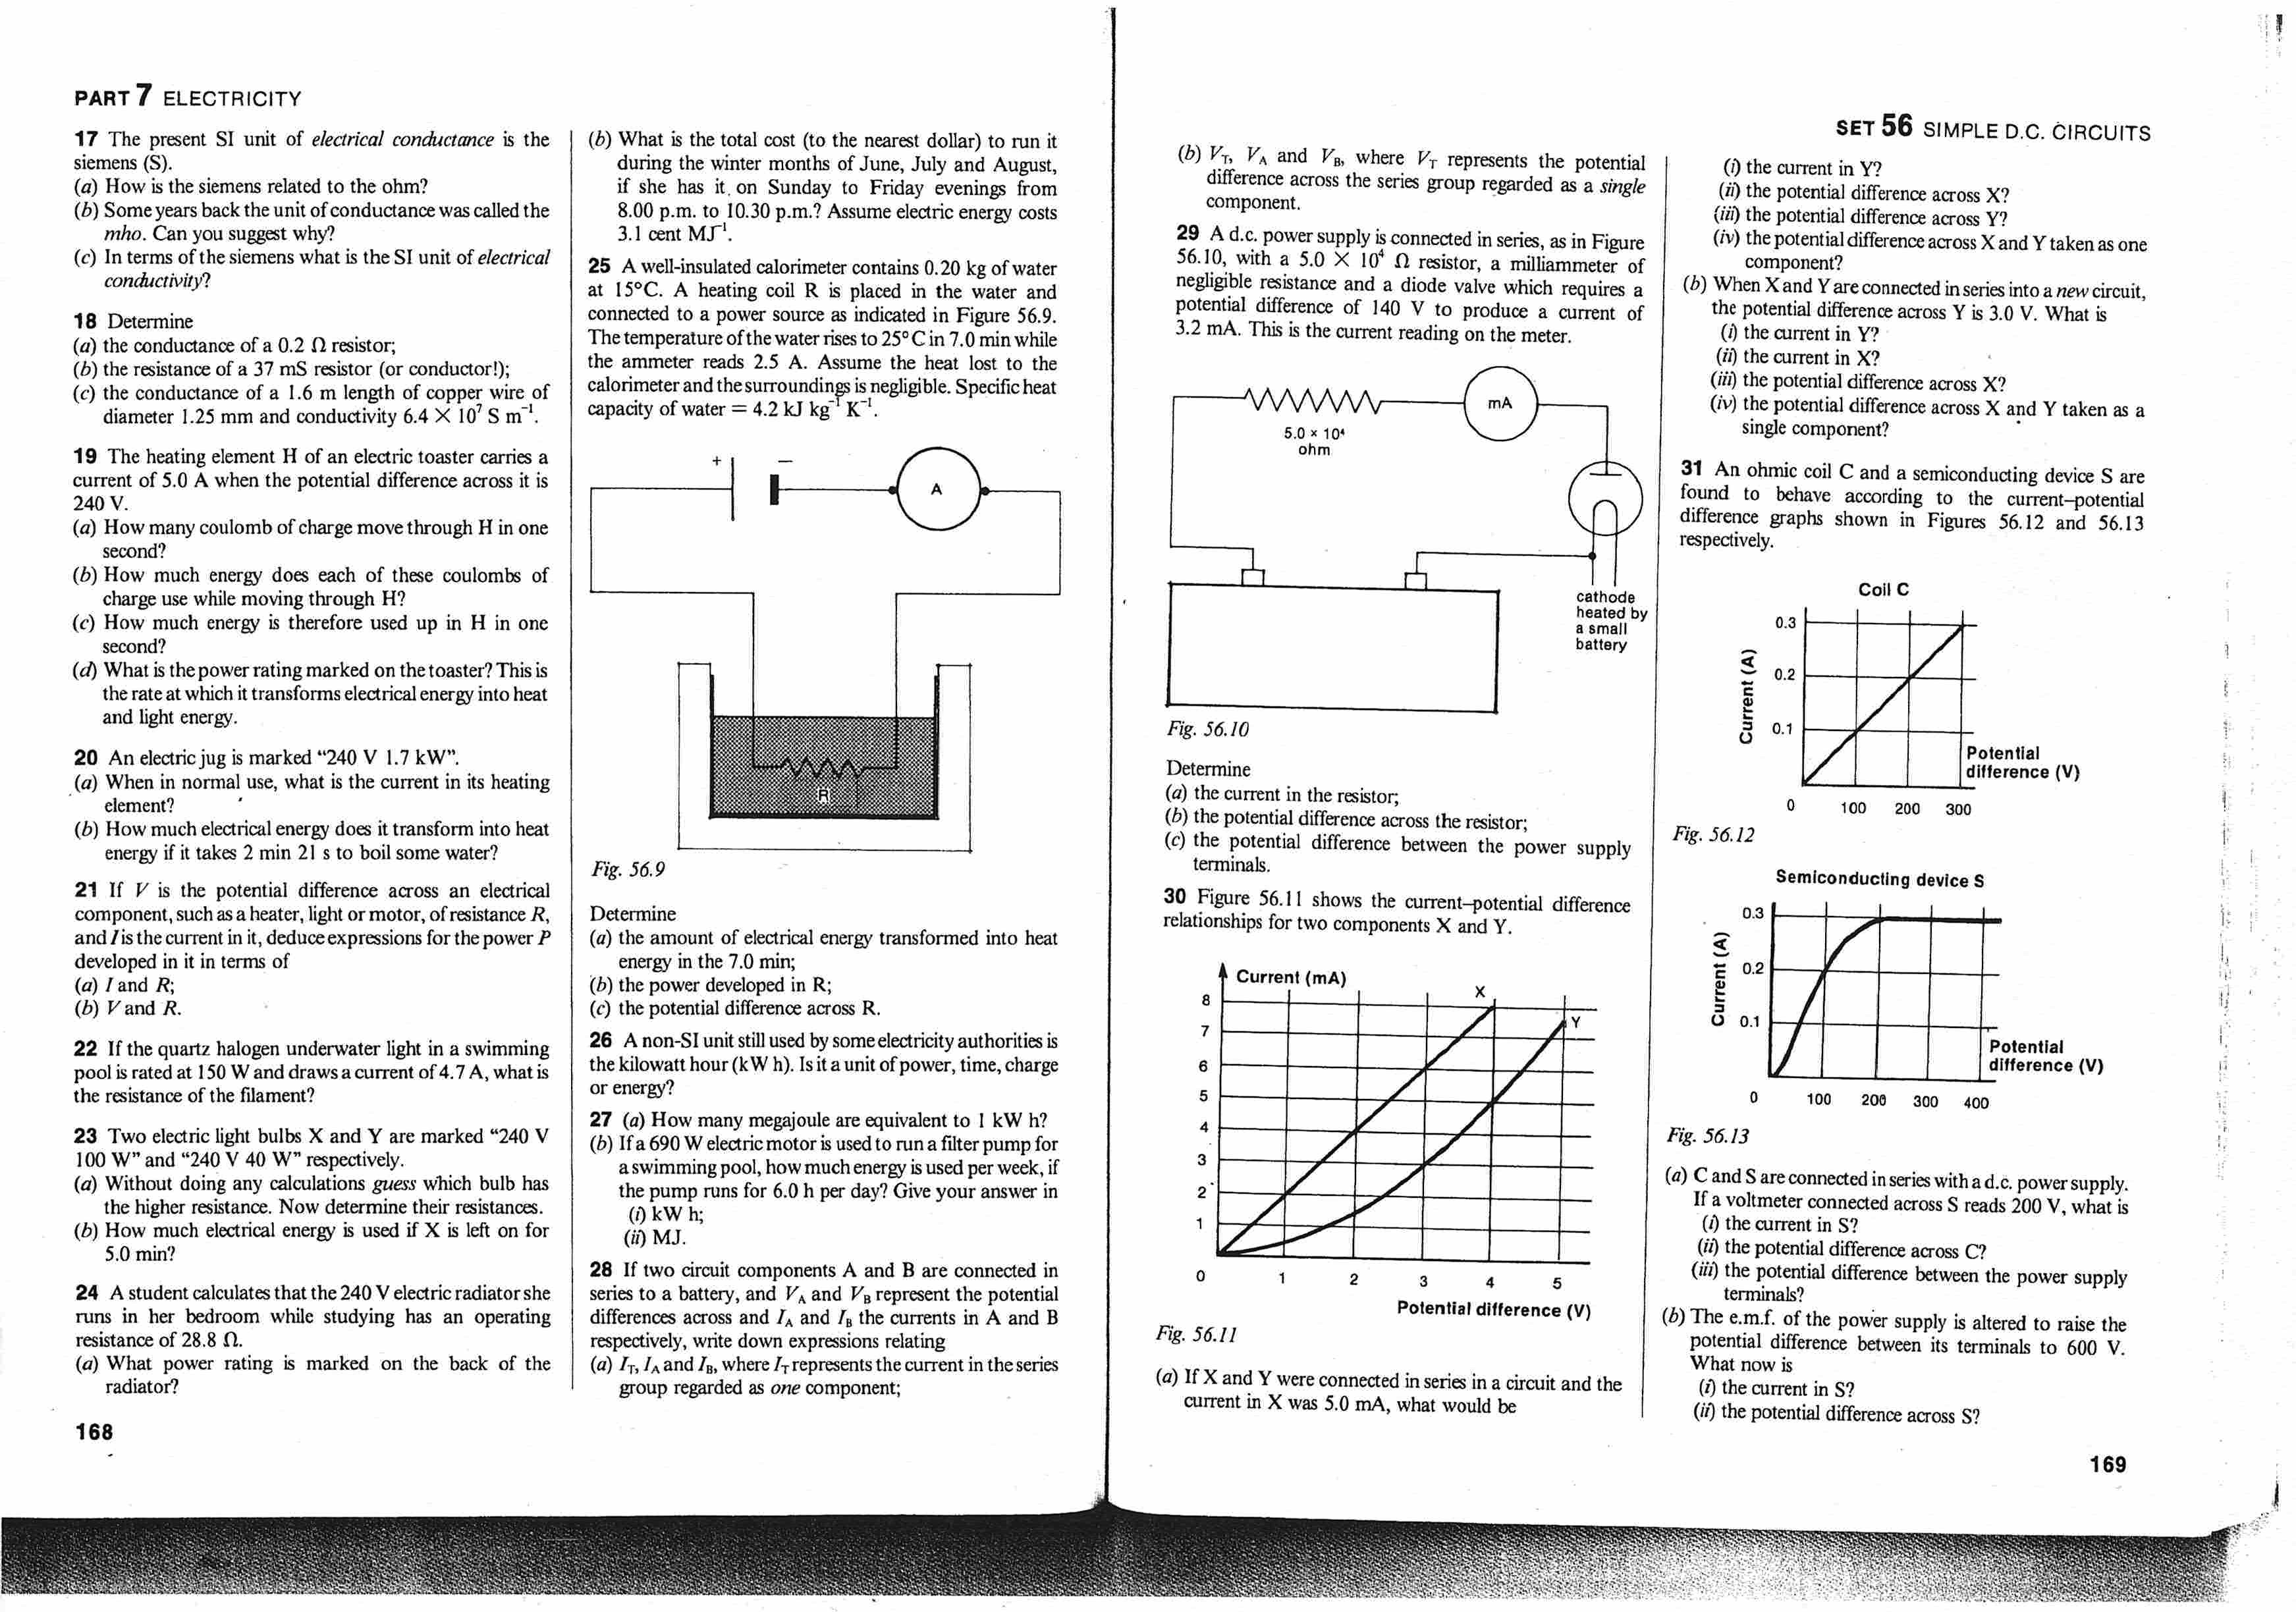 PART 7 ELECTRICITY
17 The present SI unit of electrical conductance is the
siemens (S).
(a) How is the siemens related to the ohm?
(b) Some years back the unit of conductance was called the
mho. Can you suggest why?
(c) In terms of the siemens what is the SI unit of electrical
conductivity?
18 Determine
(a) the conductance of a 0.2 Ω resistor;
(b) the resistance of a 37 mS resistor (or conductor!);
(c) the conductance of a 1.6 m length of copper wire of
diameter 1.25 mm and conductivity 6.4 × 10⁷ S m⁻¹.
19 The heating element H of an electric toaster carries a
current of 5.0 A when the potential difference across it is
240 V.
(a) How many coulomb of charge move through H in one
second?
(b) How much energy does each of these coulombs of
charge use while moving through H?
(c) How much energy is therefore used up in H in one
second?
(d) What is the power rating marked on the toaster? This is
the rate at which it transforms electrical energy into heat
and light energy.
20 An electric jug is marked “240 V 1.7 kW”.
(a) When in normal use, what is the current in its heating
element?
(b) How much electrical energy does it transform into heat
energy if it takes 2 min 21 s to boil some water?
21 If V is the potential difference across an electrical
component, such as a heater, light or motor, of resistance R,
and I is the current in it, deduce expressions for the power P
developed in it in terms of
(a) I and R;
(b) V and R.
22 If the quartz halogen underwater light in a swimming
pool is rated at 150 W and draws a current of 4.7 A, what is
the resistance of the filament?
23 Two electric light bulbs X and Y are marked “240 V
100 W” and “240 V 40 W” respectively.
(a) Without doing any calculations guess which bulb has
the higher resistance. Now determine their resistances.
(b) How much electrical energy is used if X is left on for
5.0 min?
24 A student calculates that the 240 V electric radiator she
runs in her bedroom while studying has an operating
resistance of 28.8 Ω.
(a) What power rating is marked on the back of the
radiator?
168
(b) What is the total cost (to the nearest dollar) to run it
during the winter months of June, July and August,
if she has it on Sunday to Friday evenings from
8.00 p.m. to 10.30 p.m.? Assume electric energy costs
3.1 cent MJ⁻¹.
25 A well-insulated calorimeter contains 0.20 kg of water
at 15°C. A heating coil R is placed in the water and
connected to a power source as indicated in Figure 56.9.
The temperature of the water rises to 25°C in 7.0 min while
the ammeter reads 2.5 A. Assume the heat lost to the
calorimeter and the surroundings is negligible. Specific heat
capacity of water = 4.2 kJ kg⁻¹ K⁻¹.
+ −
A
R
Fig. 56.9
Determine
(a) the amount of electrical energy transformed into heat
energy in the 7.0 min;
(b) the power developed in R;
(c) the potential difference across R.
26 A non-SI unit still used by some electricity authorities is
the kilowatt hour (kW h). Is it a unit of power, time, charge
or energy?
27 (a) How many megajoule are equivalent to 1 kW h?
(b) If a 690 W electric motor is used to run a filter pump for
a swimming pool, how much energy is used per week, if
the pump runs for 6.0 h per day? Give your answer in
(i) kW h;
(ii) MJ.
28 If two circuit components A and B are connected in
series to a battery, and V_A and V_B represent the potential
differences across and I_A and I_B the currents in A and B
respectively, write down expressions relating
(a) I_T, I_A and I_B, where I_T represents the current in the series
group regarded as one component;
SET 56 SIMPLE D.C. CIRCUITS
(b) V_T, V_A and V_B, where V_T represents the potential
difference across the series group regarded as a single
component.
29 A d.c. power supply is connected in series, as in Figure
56.10, with a 5.0 × 10⁴ Ω resistor, a milliammeter of
negligible resistance and a diode valve which requires a
potential difference of 140 V to produce a current of
3.2 mA. This is the current reading on the meter.
mA
5.0 × 10⁴
ohm
cathode
heated by
a small
battery
Fig. 56.10
Determine
(a) the current in the resistor;
(b) the potential difference across the resistor;
(c) the potential difference between the power supply
terminals.
30 Figure 56.11 shows the current–potential difference
relationships for two components X and Y.
Current (mA)
X
Y
8
7
6
5
4
3
2
1
0 1 2 3 4 5
Potential difference (V)
Fig. 56.11
(a) If X and Y were connected in series in a circuit and the
current in X was 5.0 mA, what would be
(i) the current in Y?
(ii) the potential difference across X?
(iii) the potential difference across Y?
(iv) the potential difference across X and Y taken as one
component?
(b) When X and Y are connected in series into a new circuit,
the potential difference across Y is 3.0 V. What is
(i) the current in Y?
(ii) the current in X?
(iii) the potential difference across X?
(iv) the potential difference across X and Y taken as a
single component?
31 An ohmic coil C and a semiconducting device S are
found to behave according to the current–potential
difference graphs shown in Figures 56.12 and 56.13
respectively.
Coil C
Current (A)
0.3
0.2
0.1
Potential
difference (V)
0 100 200 300
Fig. 56.12
Semiconducting device S
Current (A)
0.3
0.2
0.1
Potential
difference (V)
0 100 200 300 400
Fig. 56.13
(a) C and S are connected in series with a d.c. power supply.
If a voltmeter connected across S reads 200 V, what is
(i) the current in S?
(ii) the potential difference across C?
(iii) the potential difference between the power supply
terminals?
(b) The e.m.f. of the power supply is altered to raise the
potential difference between its terminals to 600 V.
What now is
(i) the current in S?
(ii) the potential difference across S?
169